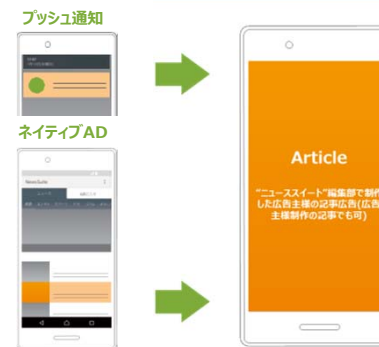 プッシュ通知
ネイティブAD
NewsSuite
Article
"ニューススイート"編集部で制作
した広告主様の記事広告(広告
主様制作の記事でも可)